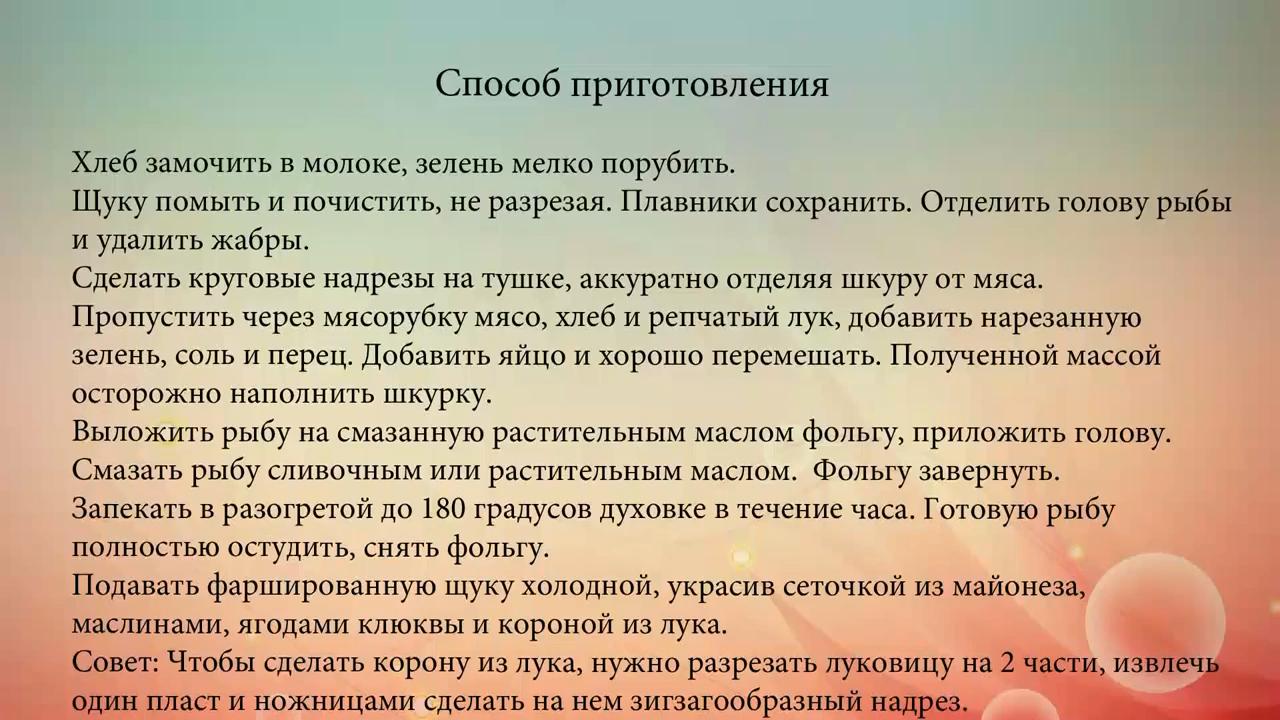 Способ приготовления
Хлеб замочить в молоке, зелень мелко порубить.
Щуку помыть и почистить, не разрезая. Плавники сохранить. Отделить голову рыбы
и удалить жабры.
Сделать круговые надрезы на тушке, аккуратно отделяя шкуру от мяса.
Пропустить через мясорубку мясо, хлеб и репчатый лук, добавить нарезанную
зелень, соль и перец. Добавить яйцо и хорошо перемешать. Полученной массой
осторожно наполнить шкурку.
Выложить рыбу на смазанную растительным маслом фольгу, приложить голову.
Смазать рыбу сливочным или растительным маслом.  Фольгу завернуть.
Запекать в разогретой до 180 градусов духовке в течение часа. Готовую рыбу
полностью остудить, снять фольгу.
Подавать фаршированную щуку холодной, украсив сеточкой из майонеза,
маслинами, ягодами клюквы и короной из лука.
Совет: Чтобы сделать корону из лука, нужно разрезать луковицу на 2 части, извлечь
один пласт и ножницами сделать на нем зигзагообразный надрез.